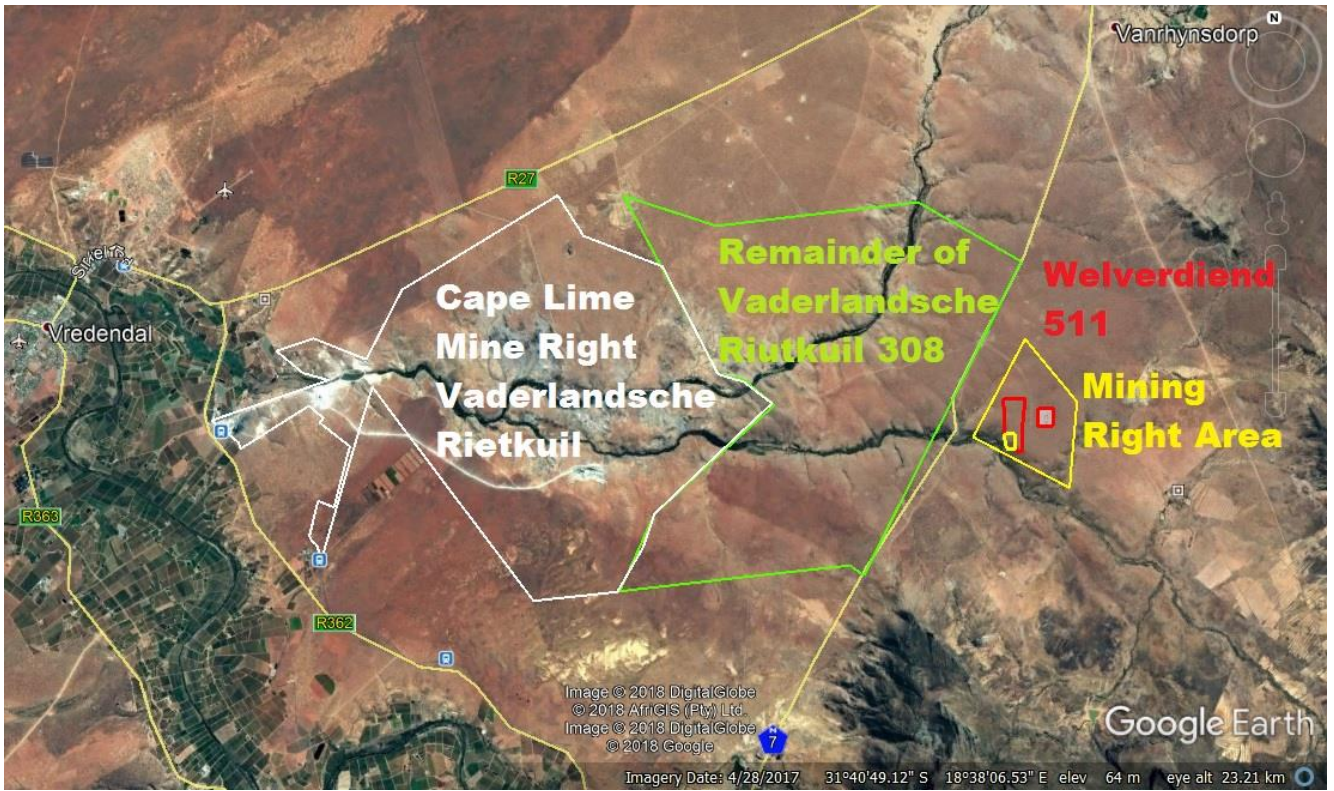 N
Vanrhynsdorp
R27
Remainder of
Vaderlandsche
Riutkuil 308
Welverdiend
511
Cape Lime
Mine Right
Vaderlandsche
Rietkuil
Vredendal
Mining
Right Area
R363
R362
Image © 2018 DigitalGlobe
© 2018 AfriGIS (Pty) Ltd.
Image © 2018 DigitalGlobe
© 2018 Google
N
7
Google Earth
Imagery Date: 4/28/2017 31°40'49.12" S 18°38'06.53" E elev 64 m eye alt 23.21 km